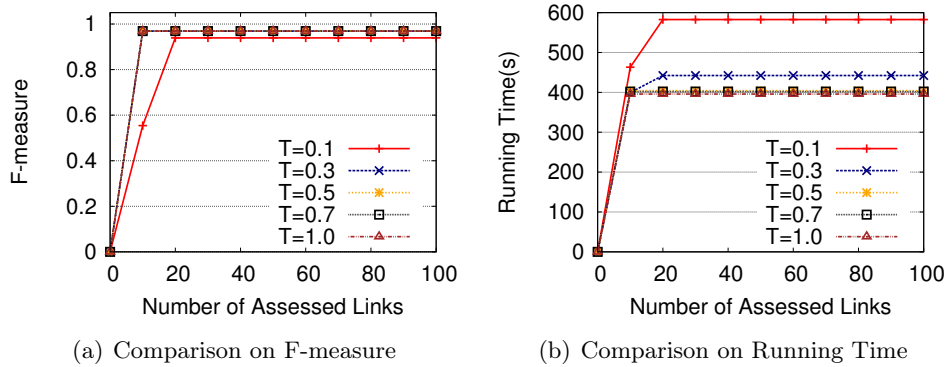 F-measure
1
0.8
0.6
0.4
0.2
0
0 20 40 60 80 100
T=0.1
T=0.3
T=0.5
T=0.7
T=1.0
Number of Assessed Links
(a) Comparison on F-measure
Running Time(s)
600
500
400
300
200
100
0
0 20 40 60 80 100
T=0.1
T=0.3
T=0.5
T=0.7
T=1.0
Number of Assessed Links
(b) Comparison on Running Time